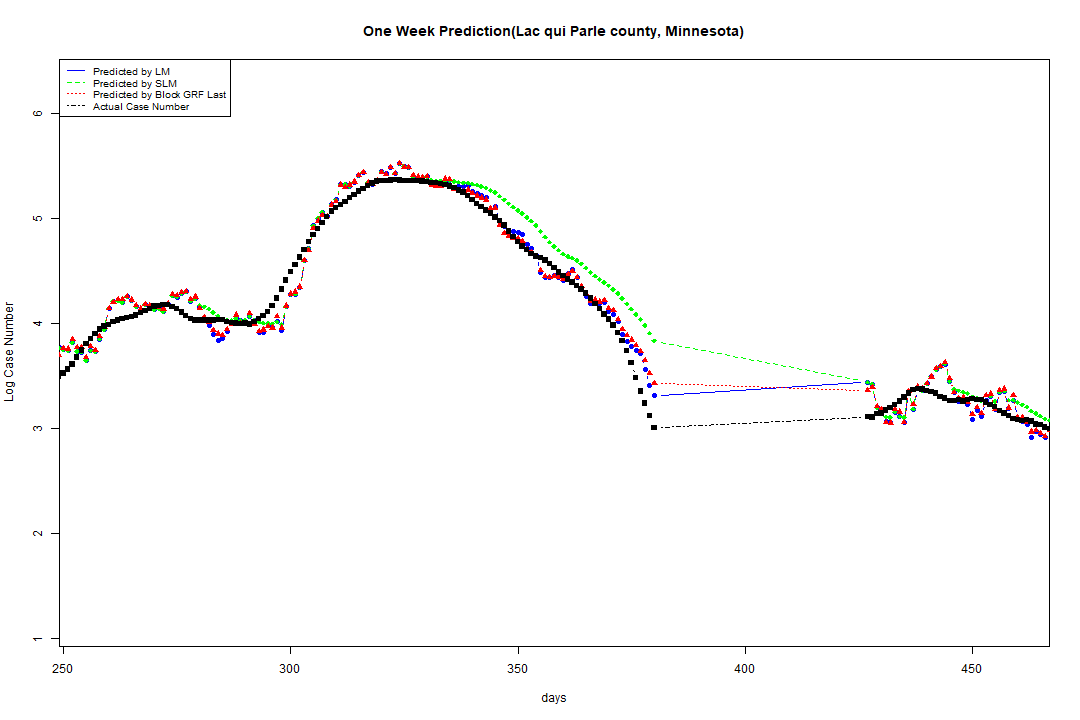 One Week Prediction(Lac qui Parle county, Minnesota)
Predicted by LM
Predicted by SLM
Predicted by Block GRF Last
Actual Case Number
Log Case Number
6
5
4
3
2
1
250 300 350 400 450
days